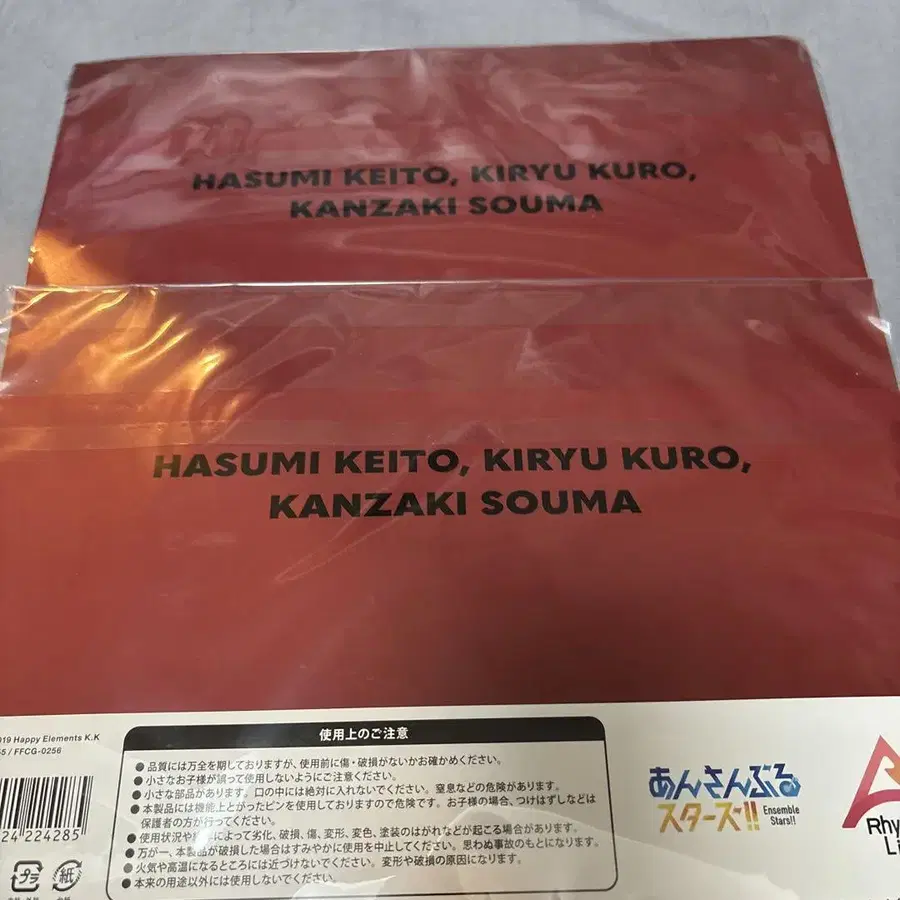 HASUMI KEITO, KIRYU KURO,
KANZAKI SOUMA
HASUMI KEITO, KIRYU KURO,
KANZAKI SOUMA
019 Happy Elements K.K
5 / FFCG-0256
24 224285
プラ
紙
使用上のご注意
●品質には万全を期しておりますが、使用前に傷・破損がないかお確かめください。
●小さなお子様が誤って使用しないようにご注意ください。
●小さな部品があります。口の中には絶対に入れないでください。窒息などの危険があります。
●本製品には機能上とがったピンを使用しておりますので危険です。お子様の場合、つけはずしなどは
保護者の方が行ってください。
●使用状況や によって劣化、破損、傷、変形、変色、塗装のはがれなどが起こる場合があります。
●万が一、本製品が破損した場合はすみやかに使用を中止してください。思わぬ事故のもとになります。
●火気や高温になるところには近づけないでください。変形や破損の原因になります。
●本来の用途以外には使用しないでください。
あんさんぶる
スターズ!!
Ensemble
Stars!!
Rhy
Li